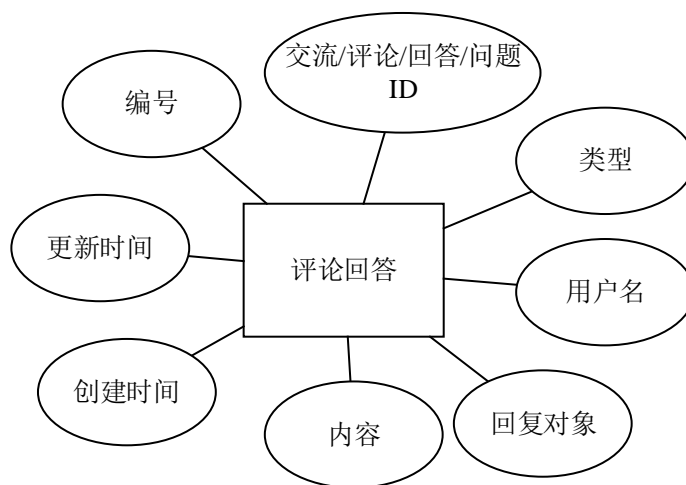 交流/评论/回答/问题
ID
编号
类型
更新时间
评论回答
用户名
创建时间
内容
回复对象